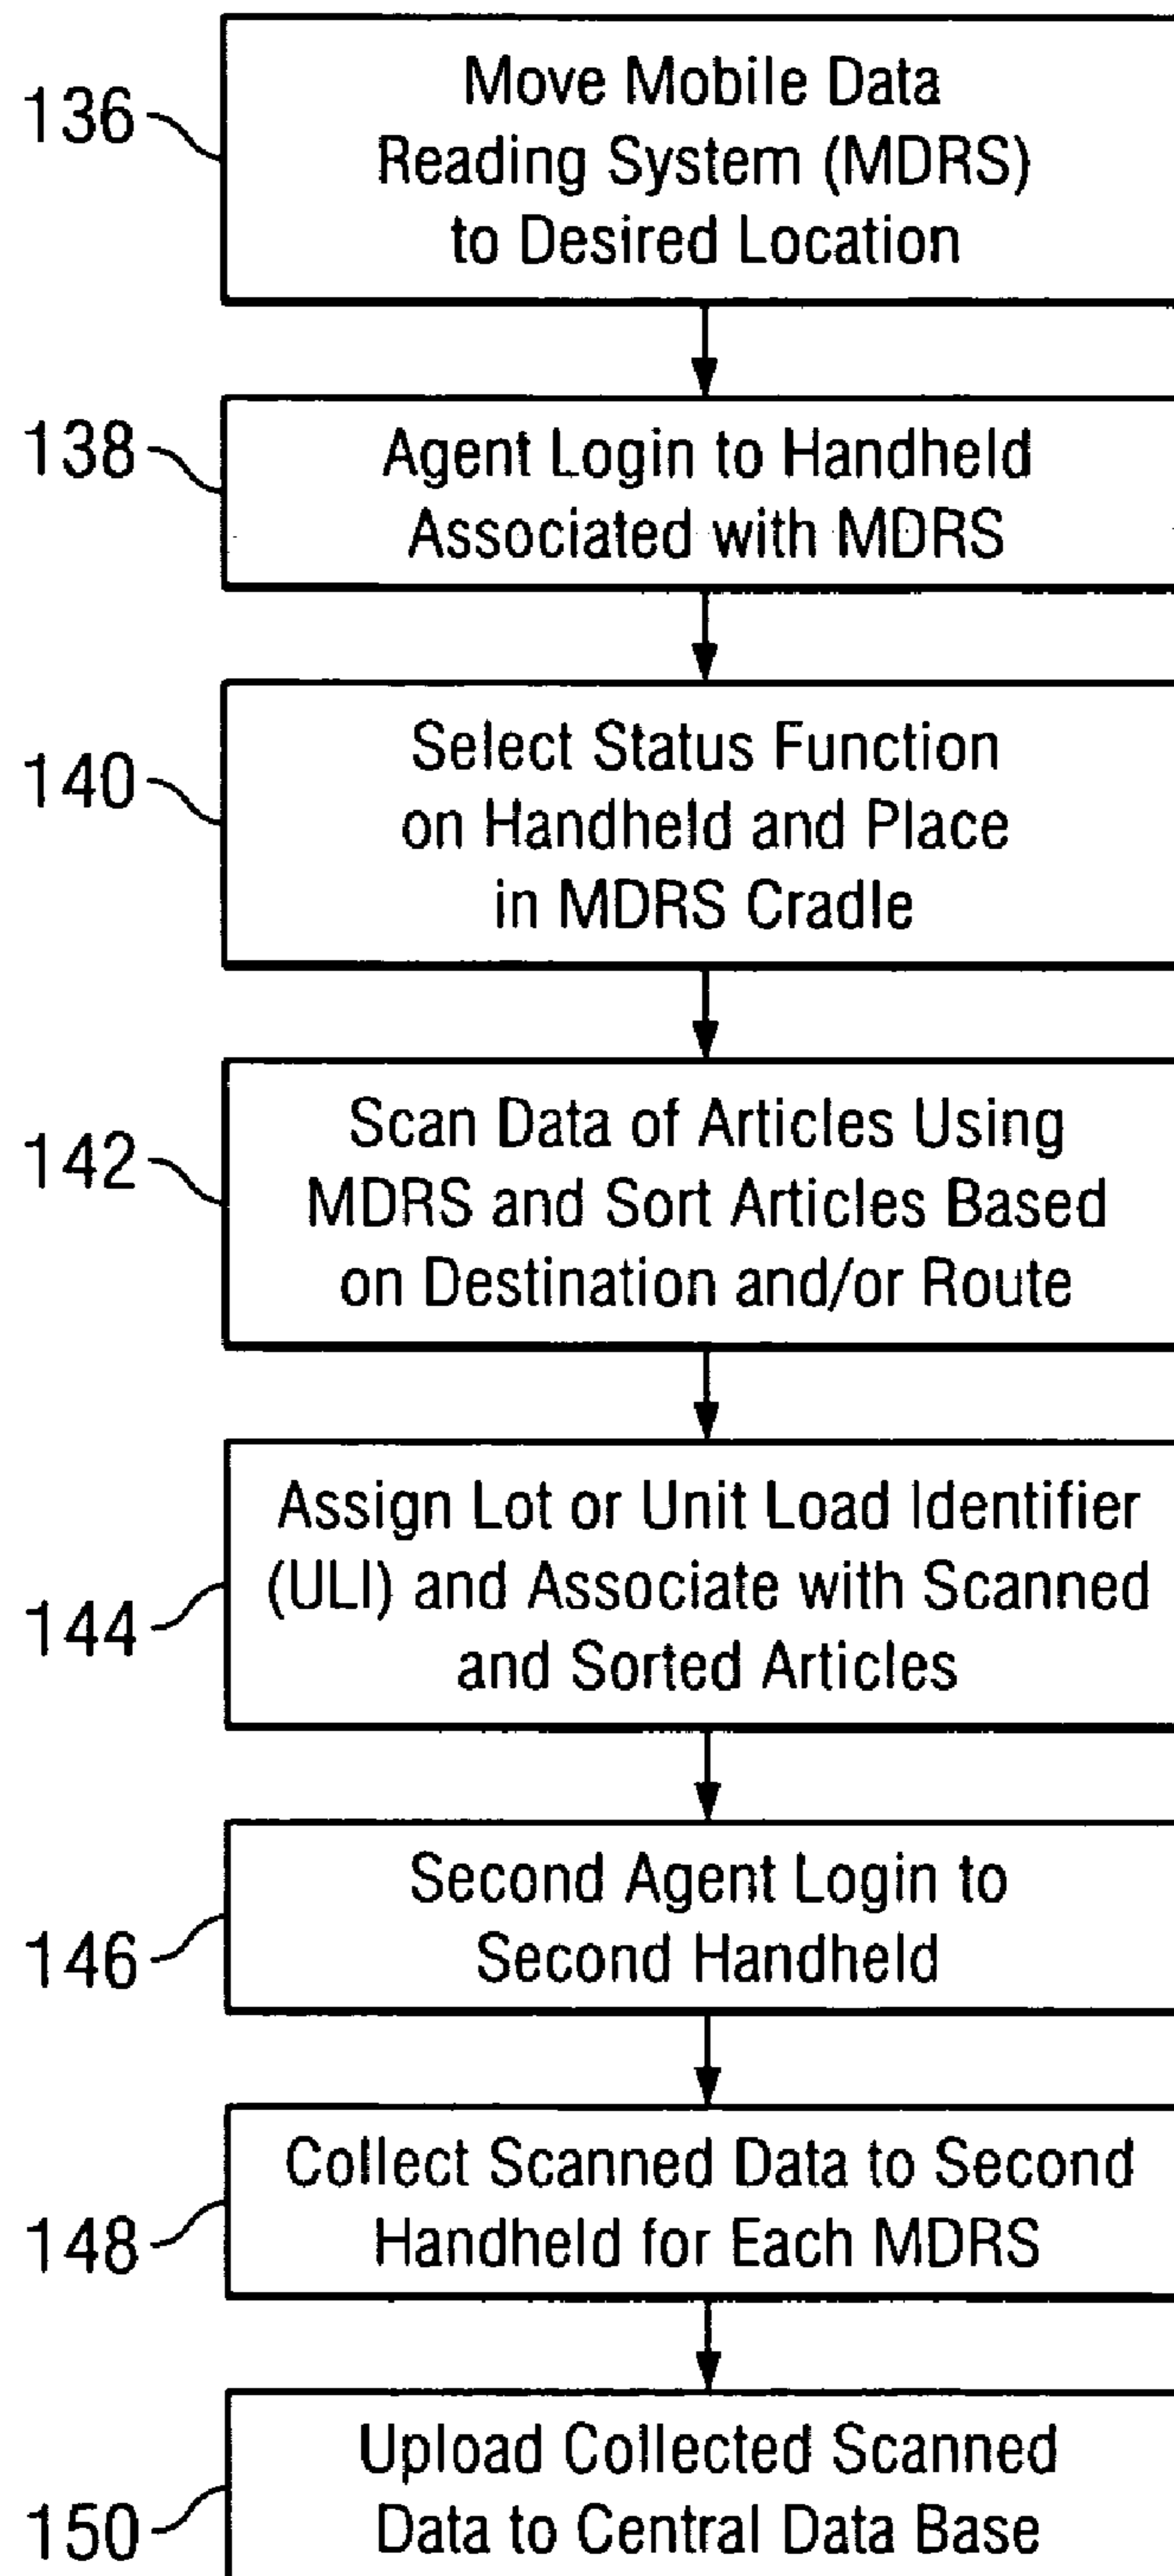 136
Move Mobile Data
Reading System (MDRS)
to Desired Location
138
Agent Login to Handheld
Associated with MDRS
140
Select Status Function
on Handheld and Place
in MDRS Cradle
142
Scan Data of Articles Using
MDRS and Sort Articles Based
on Destination and/or Route
144
Assign Lot or Unit Load Identifier
(ULI) and Associate with Scanned
and Sorted Articles
146
Second Agent Login to
Second Handheld
148
Collect Scanned Data to Second
Handheld for Each MDRS
150
Upload Collected Scanned
Data to Central Data Base